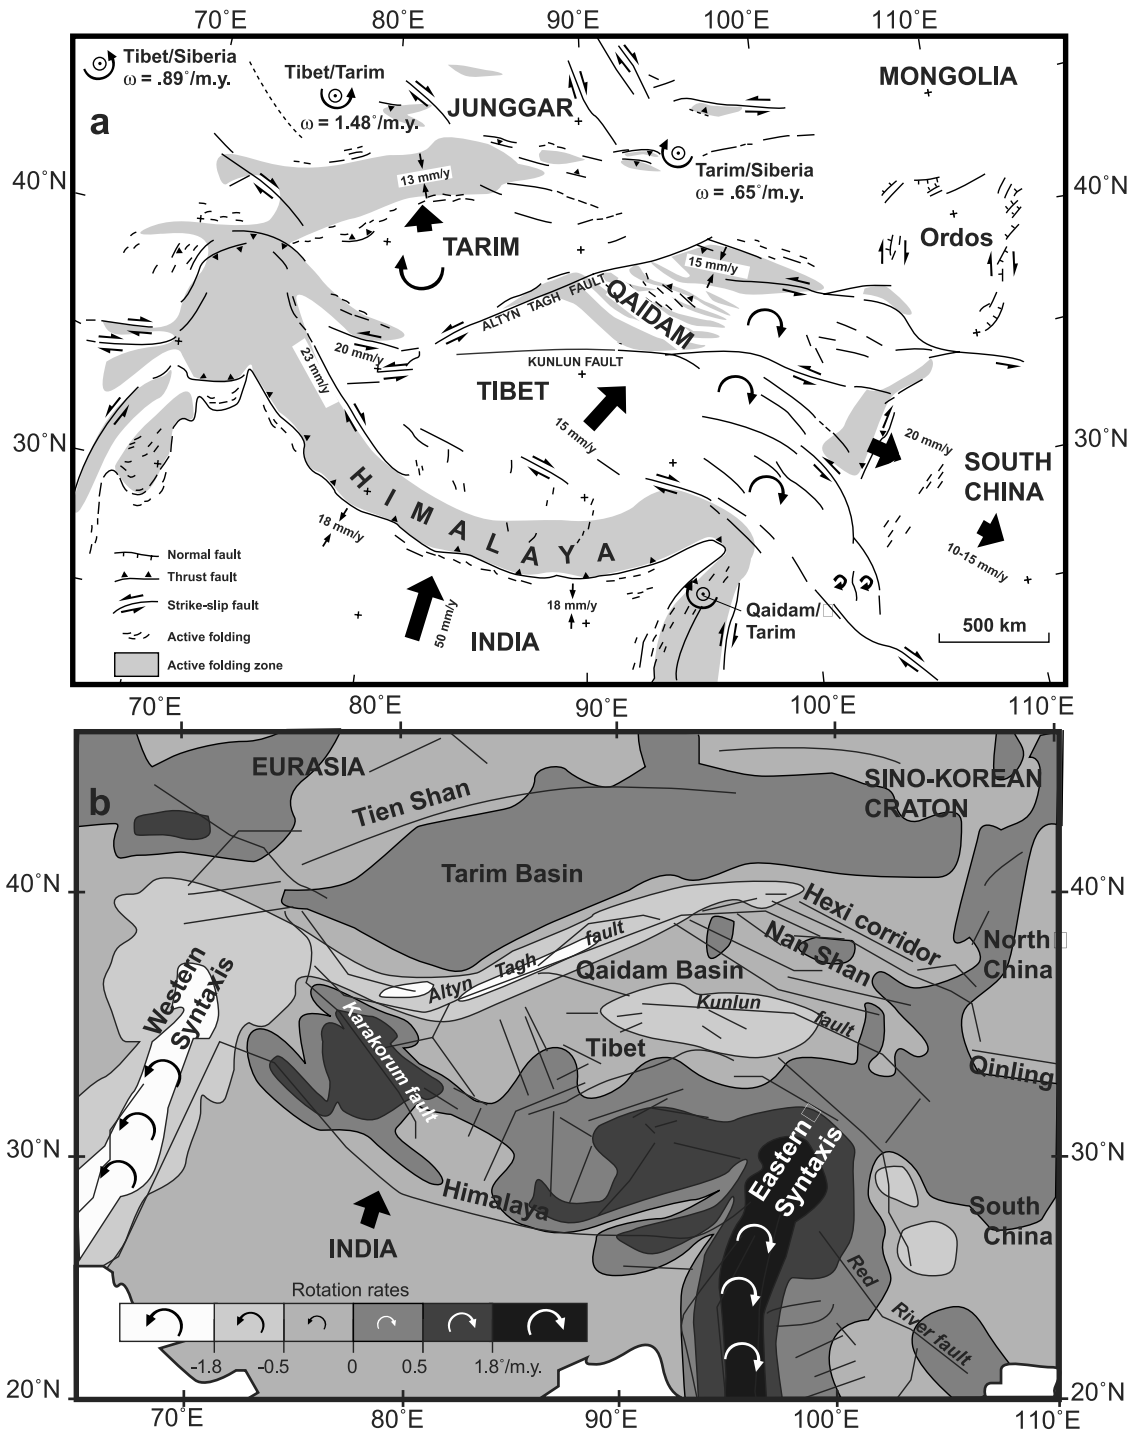 70°E 80°E 90°E 100°E 110°E
Tibet/Siberia
ω = .89°/m.y.
Tibet/Tarim
ω = 1.48°/m.y.
JUNGGAR
MONGOLIA
a
13 mm/y
Tarim/Siberia
ω = .65°/m.y.
40°N
40°N
TARIM
Ordos
15 mm/y
ALTYN TAGH FAULT
QAIDAM
20 mm/y
23 mm/y
KUNLUN FAULT
TIBET
15 mm/y
30°N
30°N
20 mm/y
SOUTH
CHINA
HIMALAYA
18 mm/y
10-15 mm/y
Normal fault
Thrust fault
Strike-slip fault
Active folding
Active folding zone
50 mm/y
INDIA
18 mm/y
Qaidam/
Tarim
500 km
70°E 80°E 90°E 100°E 110°E
b
EURASIA
SINO-KOREAN
CRATON
Tien Shan
Tarim Basin
40°N
40°N
Hexi corridor
Nan Shan
North
China
Altyn Tagh fault
Qaidam Basin
Western
Syntaxis
Kunlun fault
Karakorum fault
Tibet
Qinling
30°N
30°N
Eastern
Syntaxis
Himalaya
South
China
INDIA
Red River fault
Rotation rates
-1.8 -0.5 0 0.5 1.8°/m.y.
20°N
20°N
70°E 80°E 90°E 100°E 110°E